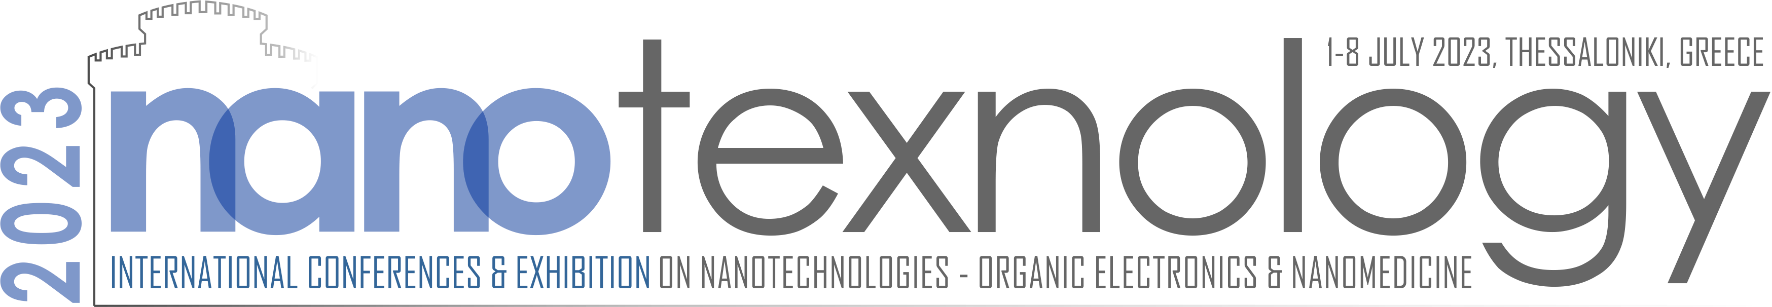 2023
1-8 JULY 2023, THESSALONIKI, GREECE
nanotexnology
INTERNATIONAL CONFERENCES & EXHIBITION ON NANOTECHNOLOGIES - ORGANIC ELECTRONICS & NANOMEDICINE